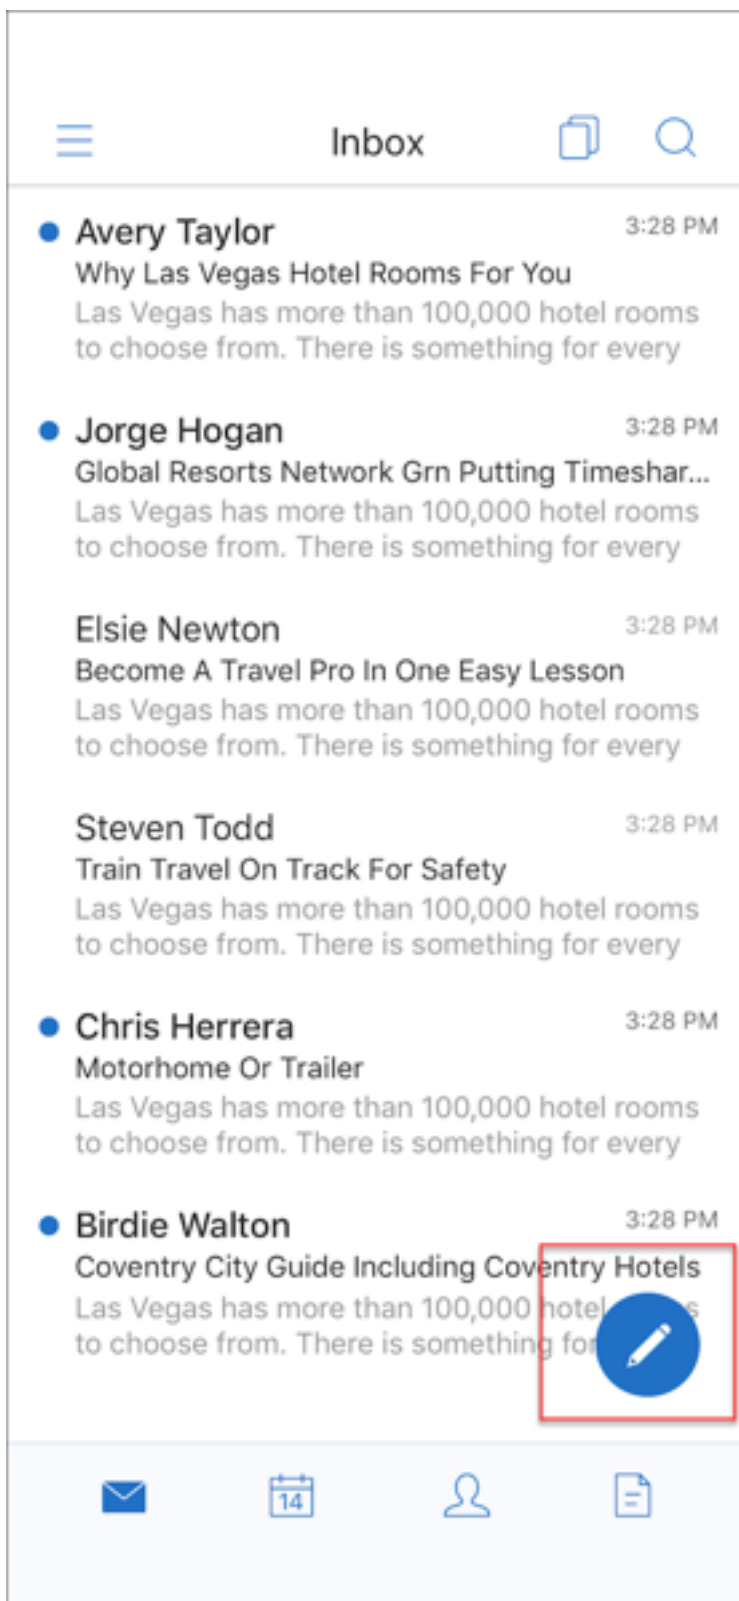 Inbox
Avery Taylor 3:28 PM
Why Las Vegas Hotel Rooms For You
Las Vegas has more than 100,000 hotel rooms
to choose from. There is something for every
Jorge Hogan 3:28 PM
Global Resorts Network Grn Putting Timeshar...
Las Vegas has more than 100,000 hotel rooms
to choose from. There is something for every
Elsie Newton 3:28 PM
Become A Travel Pro In One Easy Lesson
Las Vegas has more than 100,000 hotel rooms
to choose from. There is something for every
Steven Todd 3:28 PM
Train Travel On Track For Safety
Las Vegas has more than 100,000 hotel rooms
to choose from. There is something for every
Chris Herrera 3:28 PM
Motorhome Or Trailer
Las Vegas has more than 100,000 hotel rooms
to choose from. There is something for every
Birdie Walton 3:28 PM
Coventry City Guide Including Coventry Hotels
Las Vegas has more than 100,000 hotel
to choose from. There is something for
14